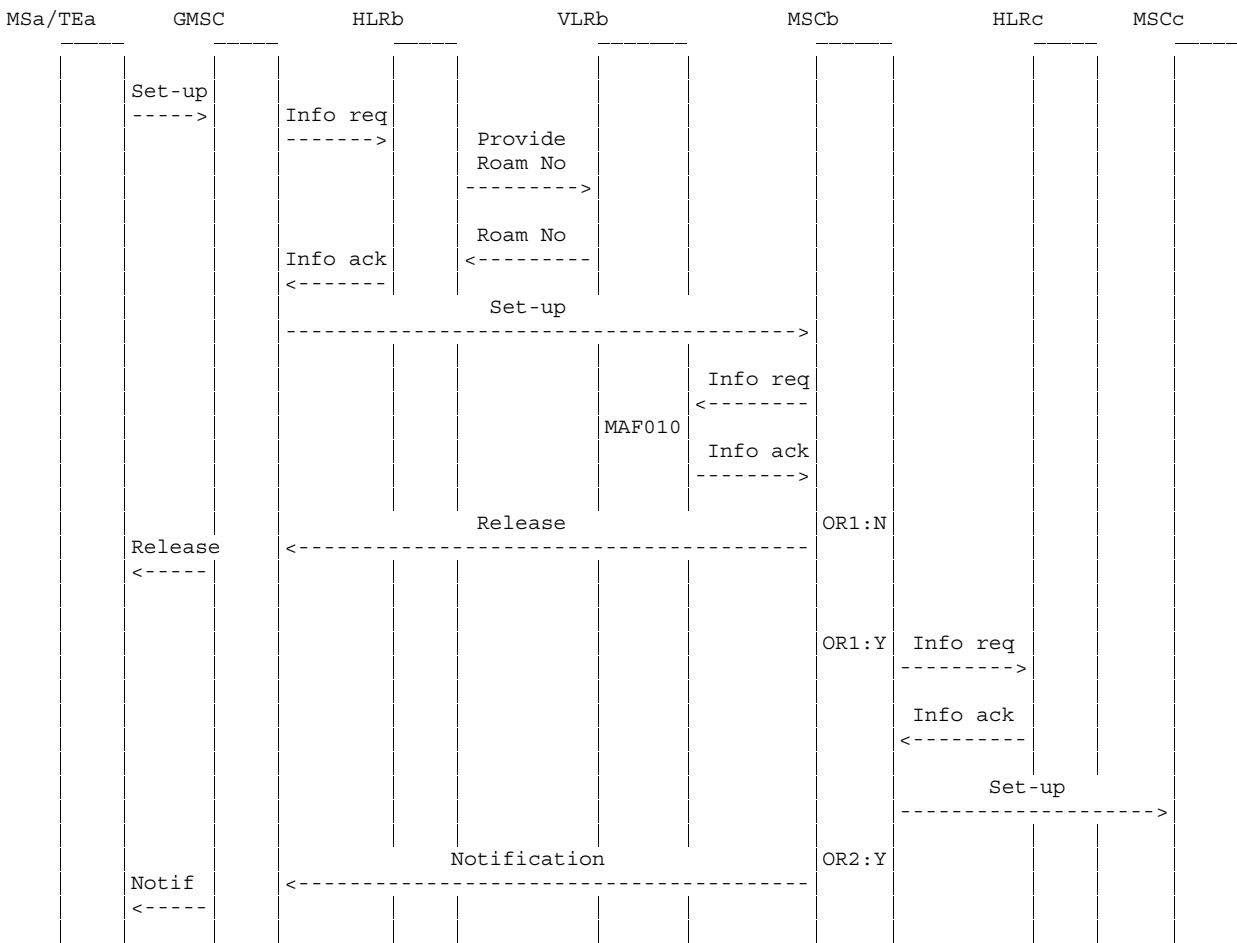 MSa/TEa GMSC HLRb VLRb MSCb HLRc MSCc
Set-up
-----> Info req
-------> Provide
Roam No
--------->
Roam No
Info ack <---------
<-------
Set-up
---------------------------------------->
Info req
<--------
MAF010
Info ack
-------->
Release OR1:N
Release <----------------------------------------
<-----
OR1:Y Info req
--------->
Info ack
<---------
Set-up
-------------------->
Notification OR2:Y
Notif <----------------------------------------
<-----